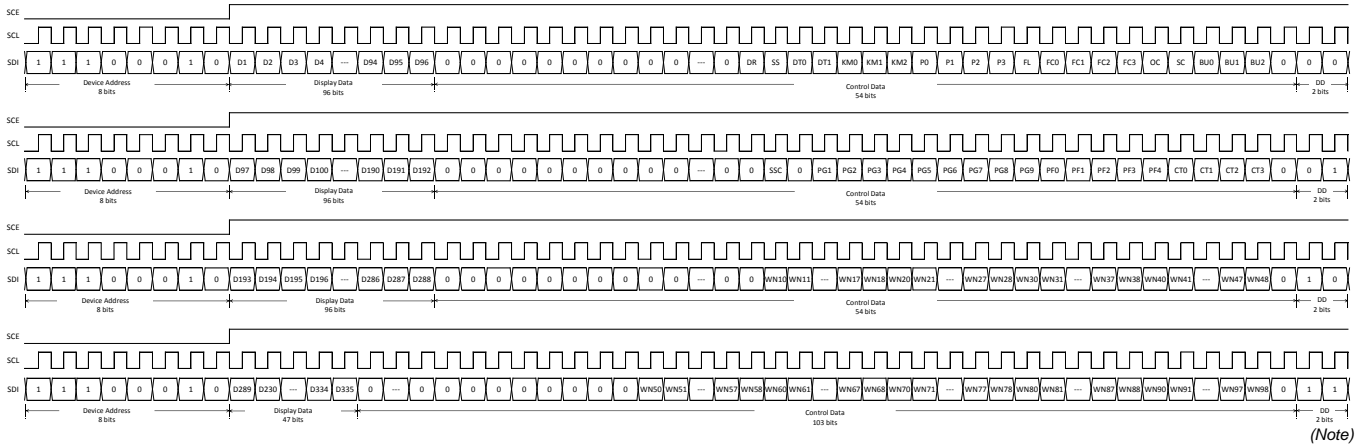 SCE
SCL
SDI 1 1 1 0 0 0 1 0 D1 D2 D3 D4 --- D94 D95 D96 0 0 0 0 0 0 0 0 0 0 --- 0 DR SS DT0 DT1 KM0 KM1 KM2 P0 P1 P2 P3 FL FC0 FC1 FC2 FC3 OC SC BU0 BU1 BU2 0 0 0
Device Address Display Data Control Data DD
8 bits 96 bits 54 bits 2 bits
SCE
SCL
SDI 1 1 1 0 0 0 1 0 D97 D98 D99 D100 --- D190 D191 D192 0 0 0 0 0 0 0 0 0 0 --- 0 0 SSC 0 PG1 PG2 PG3 PG4 PG5 PG6 PG7 PG8 PG9 PF0 PF1 PF2 PF3 PF4 CT0 CT1 CT2 CT3 0 0 1
Device Address Display Data Control Data DD
8 bits 96 bits 54 bits 2 bits
SCE
SCL
SDI 1 1 1 0 0 0 1 0 D193 D194 D195 D196 --- D286 D287 D288 0 0 0 0 0 0 0 0 0 0 --- 0 0 WN10 WN11 --- WN17 WN18 WN20 WN21 --- WN27 WN28 WN30 WN31 --- WN37 WN38 WN40 WN41 --- WN47 WN48 0 1 0
Device Address Display Data Control Data DD
8 bits 96 bits 54 bits 2 bits
SCE
SCL
SDI 1 1 1 0 0 0 1 0 D289 D230 --- D334 D335 0 --- 0 0 0 0 0 0 0 0 0 WN50 WN51 --- WN57 WN58 WN60 WN61 --- WN67 WN68 WN70 WN71 --- WN77 WN78 WN80 WN81 --- WN87 WN88 WN90 WN91 --- WN97 WN98 0 1 1
Device Address Display Data Control Data DD
8 bits 47 bits 103 bits 2 bits
(Note)